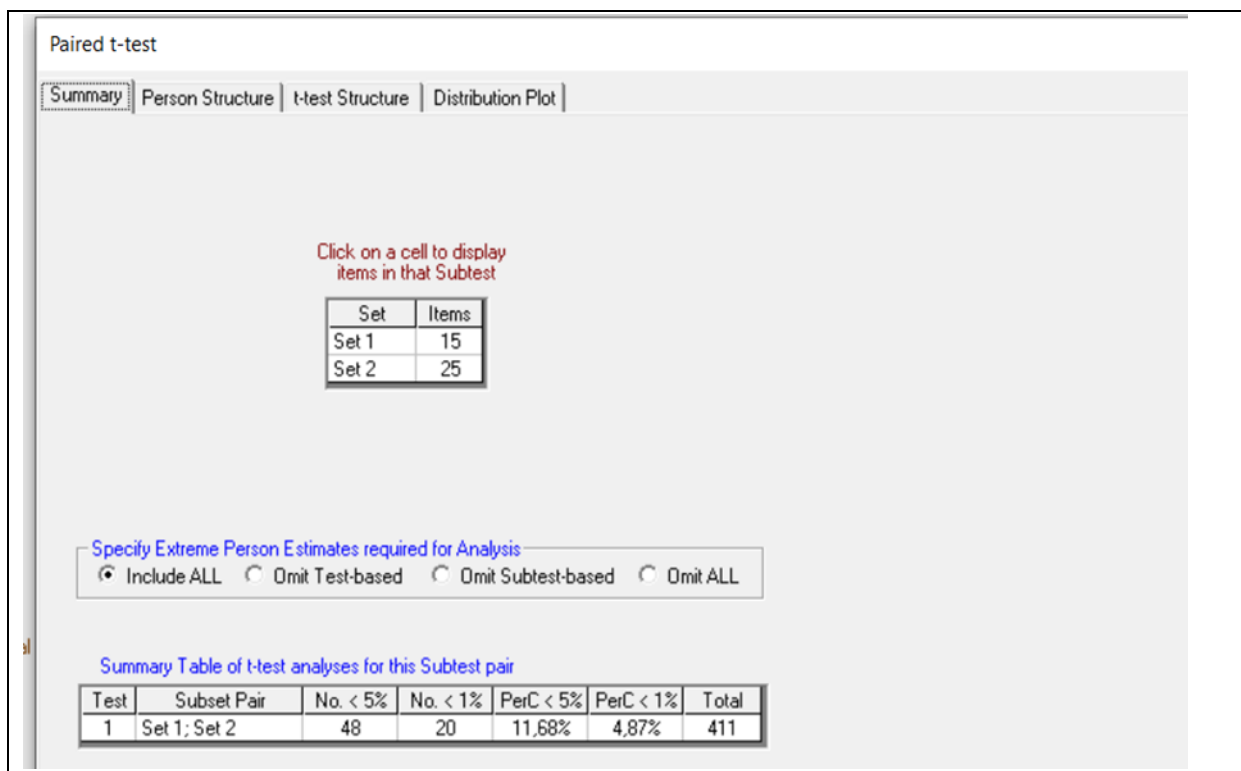 Paired t-test
Summary Person Structure t-test Structure Distribution Plot
Click on a cell to display
items in that Subtest
Set Items
Set 1 15
Set 2 25
Specify Extreme Person Estimates required for Analysis
Include ALL Omit Test-based Omit Subtest-based Omit ALL
al
Summary Table of t-test analyses for this Subtest pair
Test Subset Pair No. < 5% No. < 1% PerC < 5% PerC < 1% Total
1 Set 1; Set 2 48 20 11,68% 4,87% 411